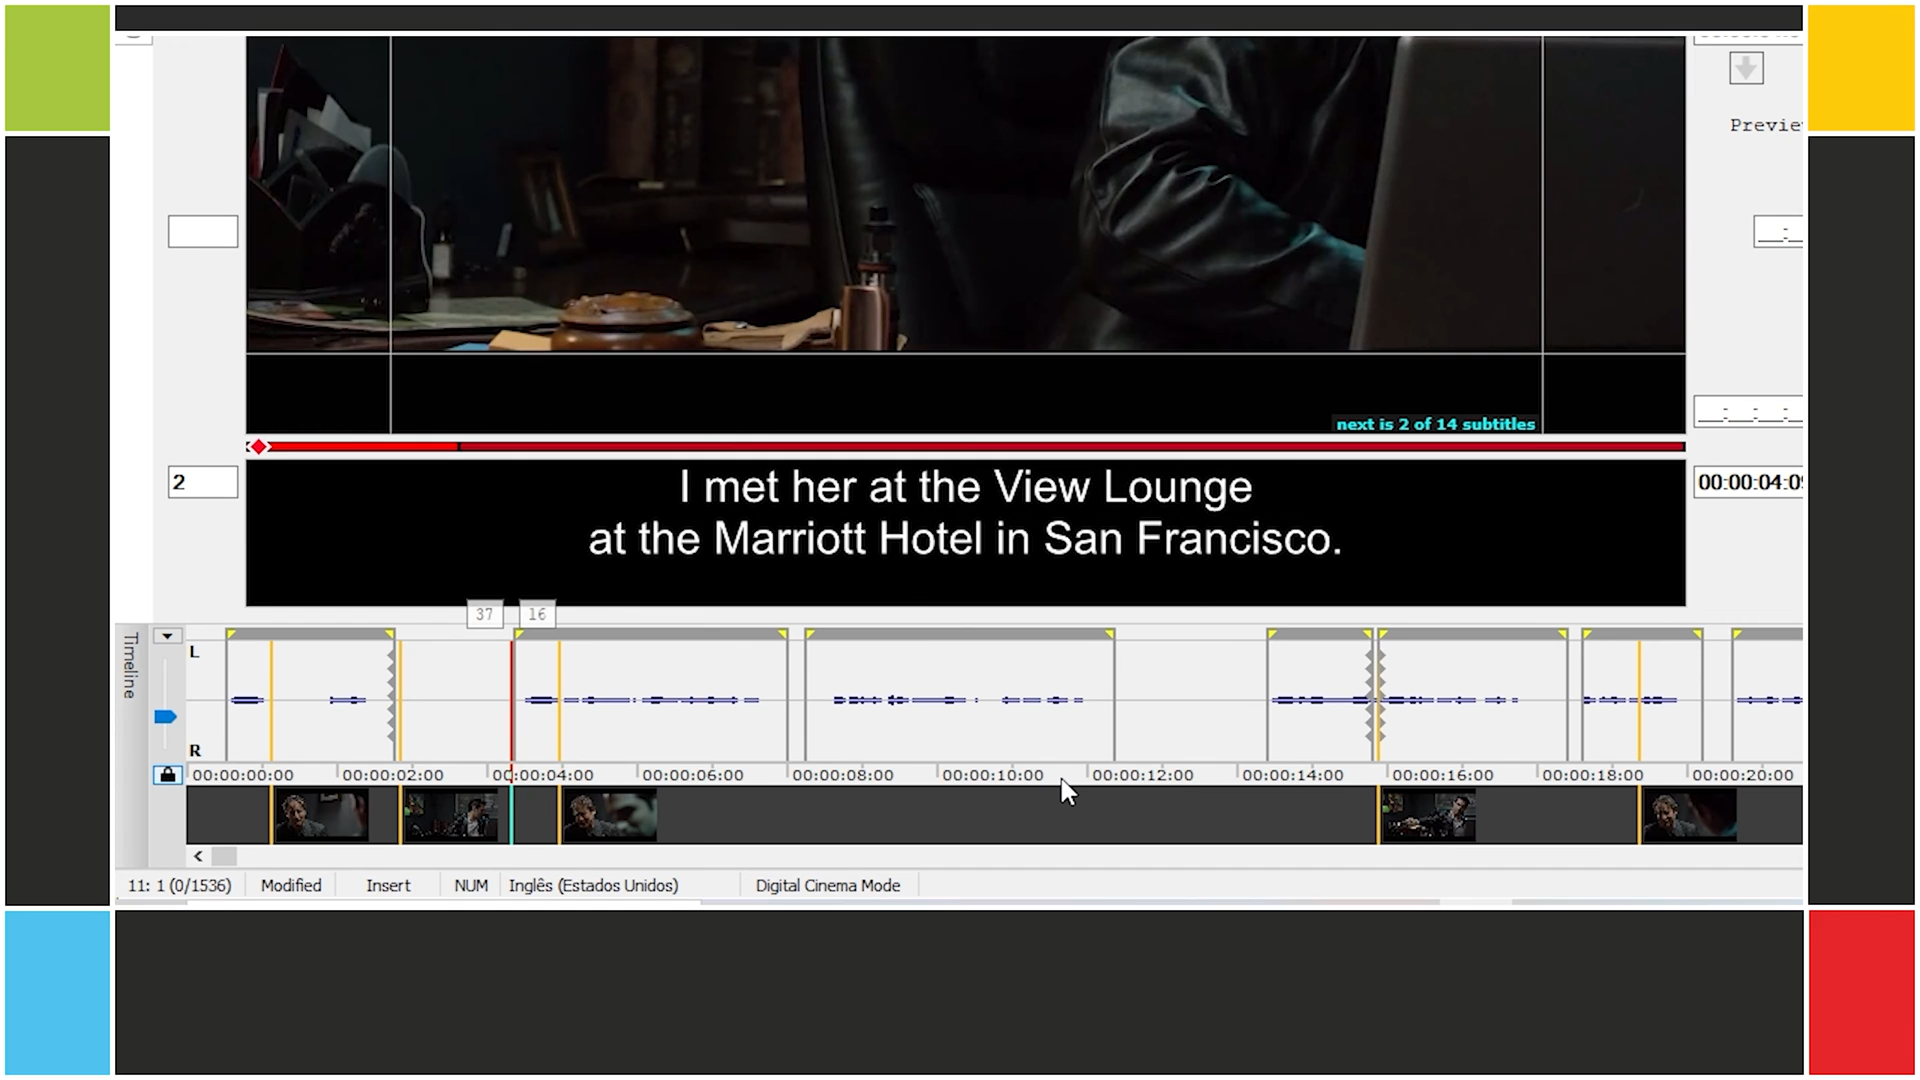 Previe
next is 2 of 14 subtitles
2
I met her at the View Lounge
at the Marriott Hotel in San Francisco.
00:00:04:0
37
16
Timeline
L
R
00:00:00:00
00:00:02:00
00:00:04:00
00:00:06:00
00:00:08:00
00:00:10:00
00:00:12:00
00:00:14:00
00:00:16:00
00:00:18:00
00:00:20:00
11: 1 (0/1536)
Modified
Insert
NUM
Inglês (Estados Unidos)
Digital Cinema Mode